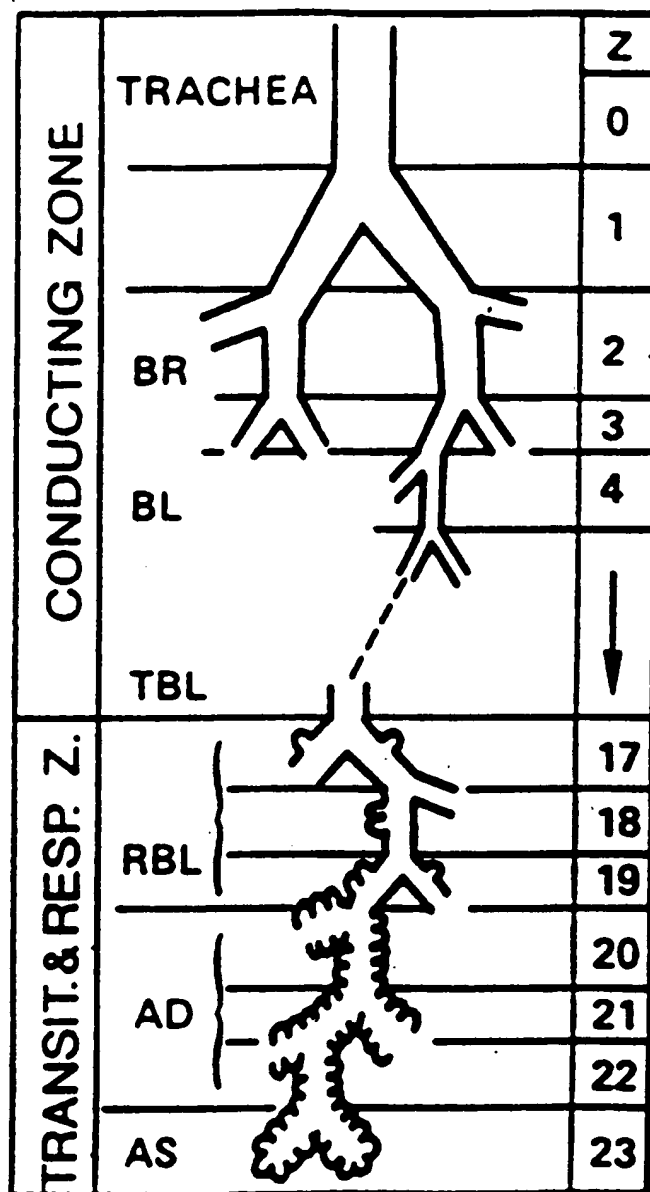 CONDUCTING ZONE
TRANSIT. & RESP. Z.
Z
TRACHEA
0
1
BR
2
3
BL
4
TBL
17
18
RBL
19
20
AD
21
22
AS
23